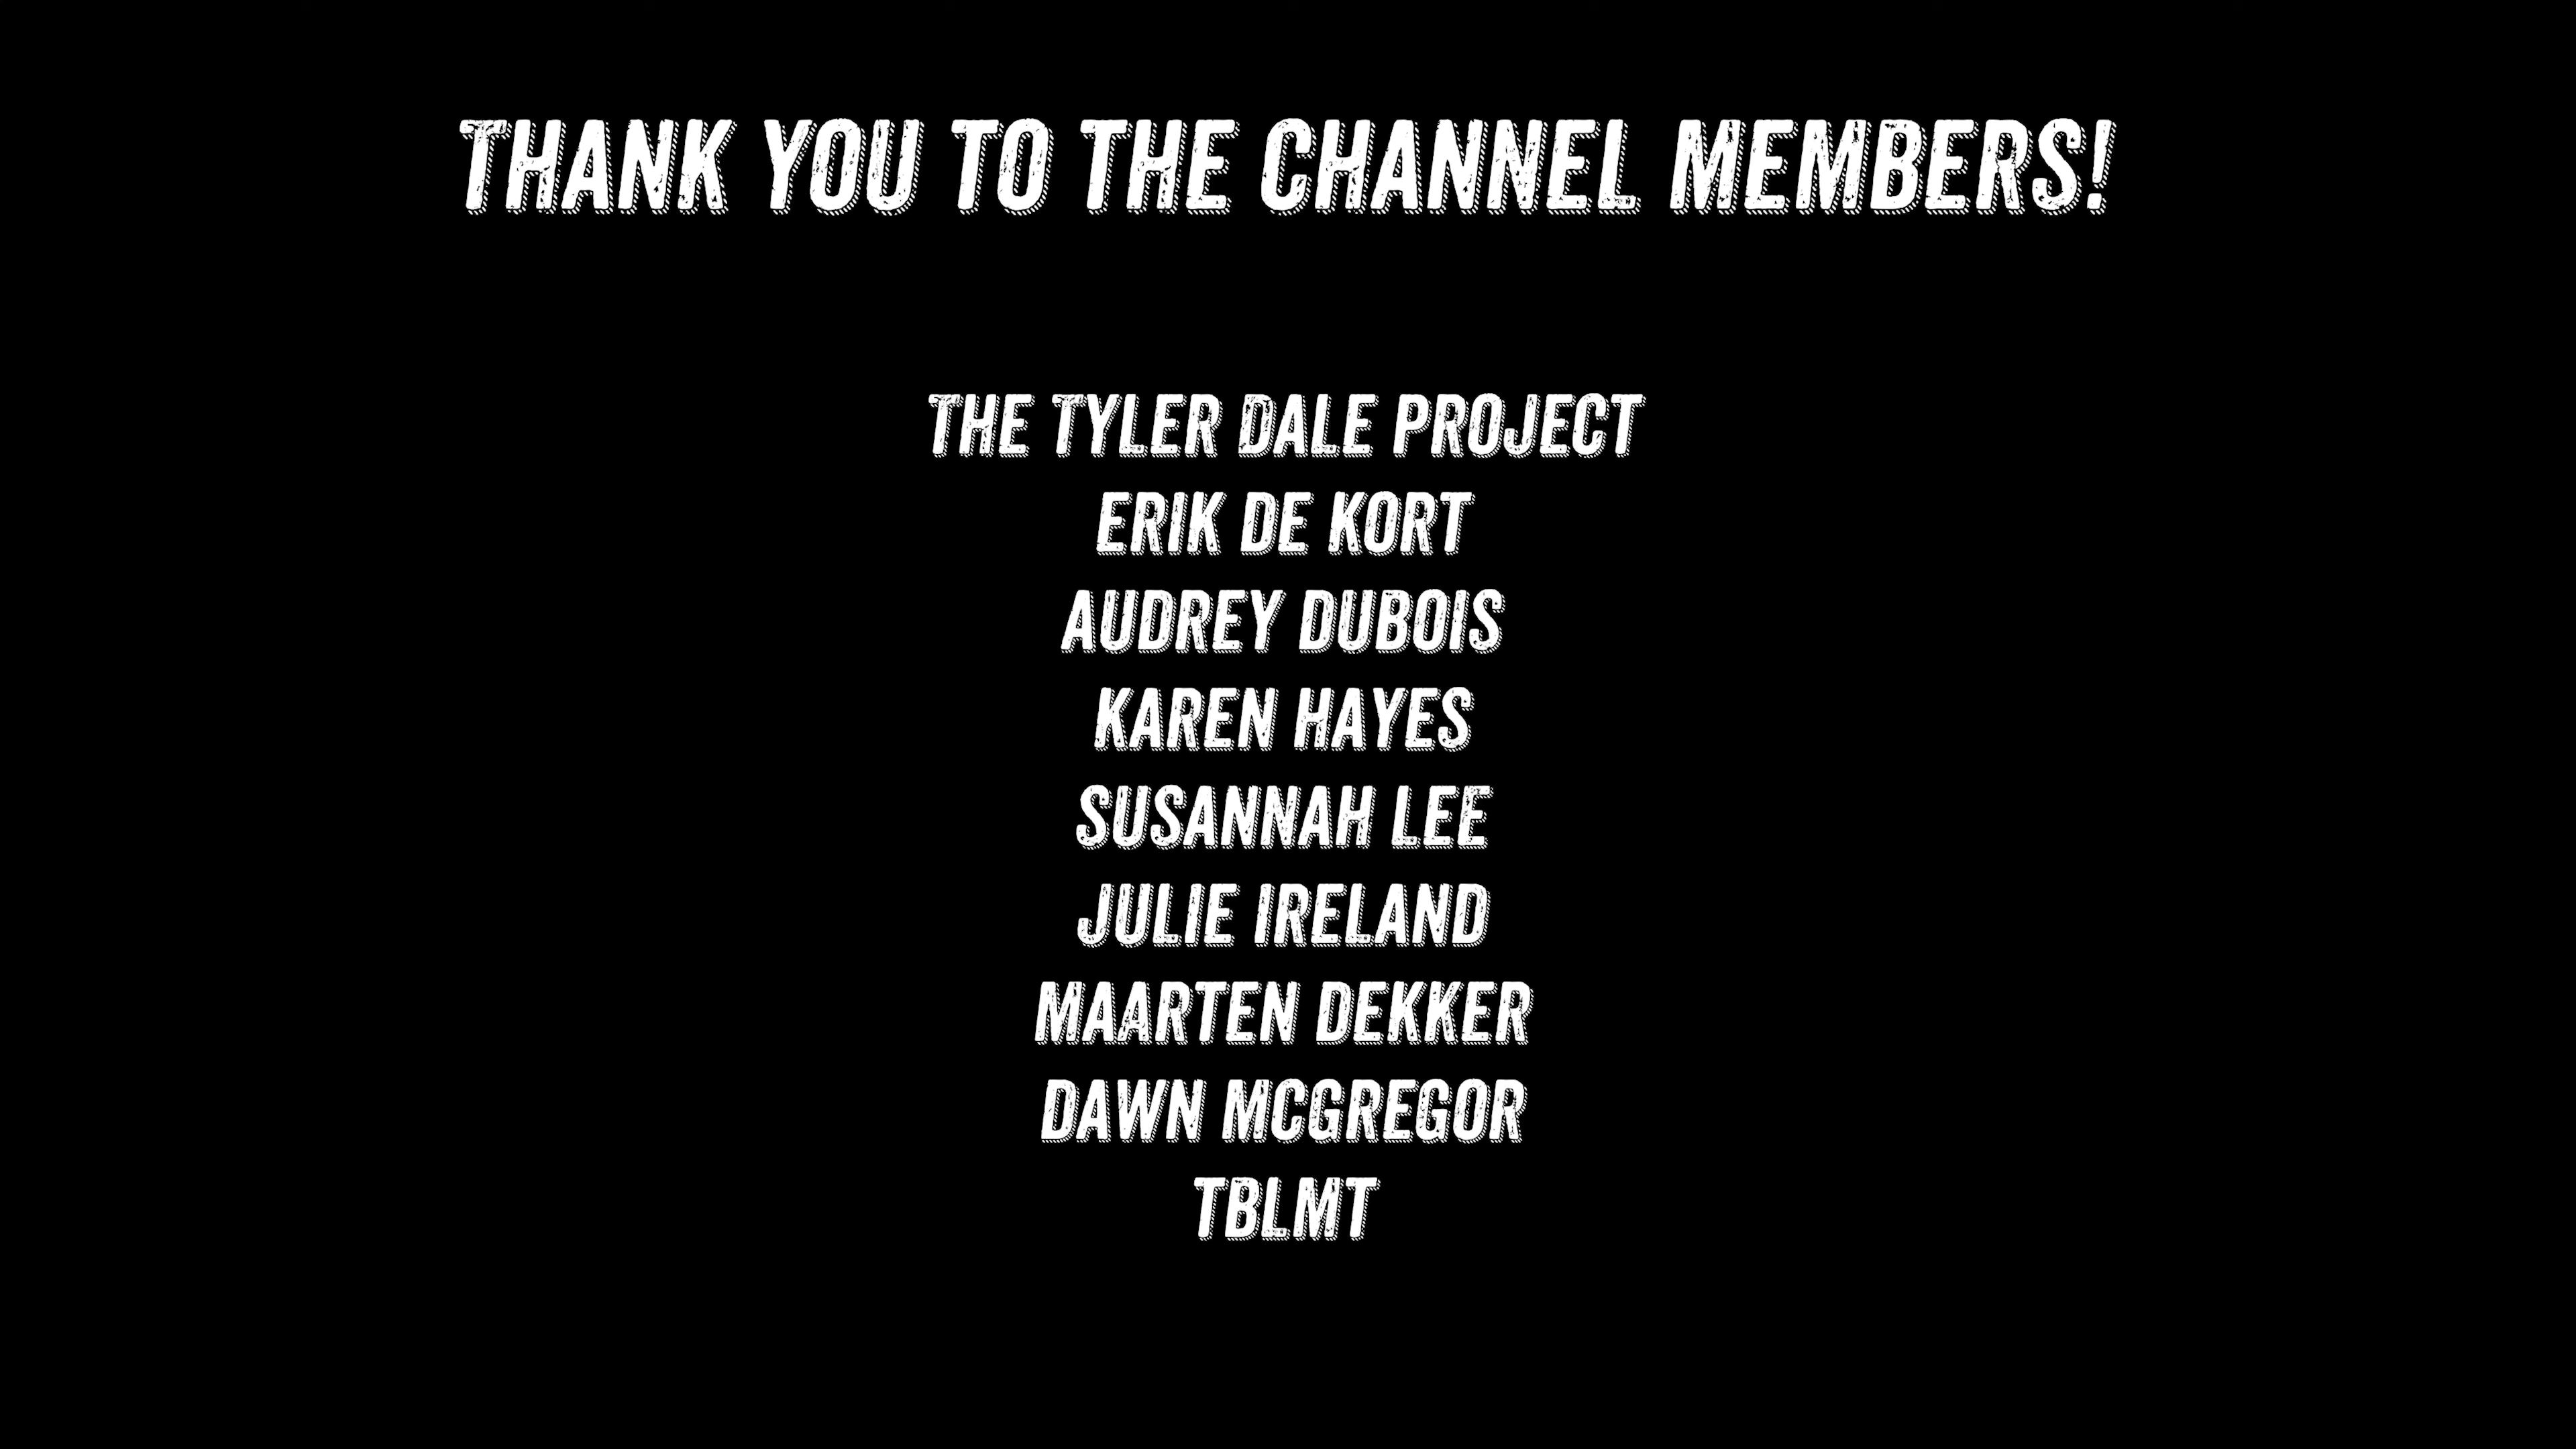 THANK YOU TO THE CHANNEL MEMBERS!
THE TYLER DALE PROJECT
ERIK DE KORT
AUDREY DUBOIS
KAREN HAYES
SUSANNAH LEE
JULIE IRELAND
MAARTEN DEKKER
DAWN MCGREGOR
TBLMT